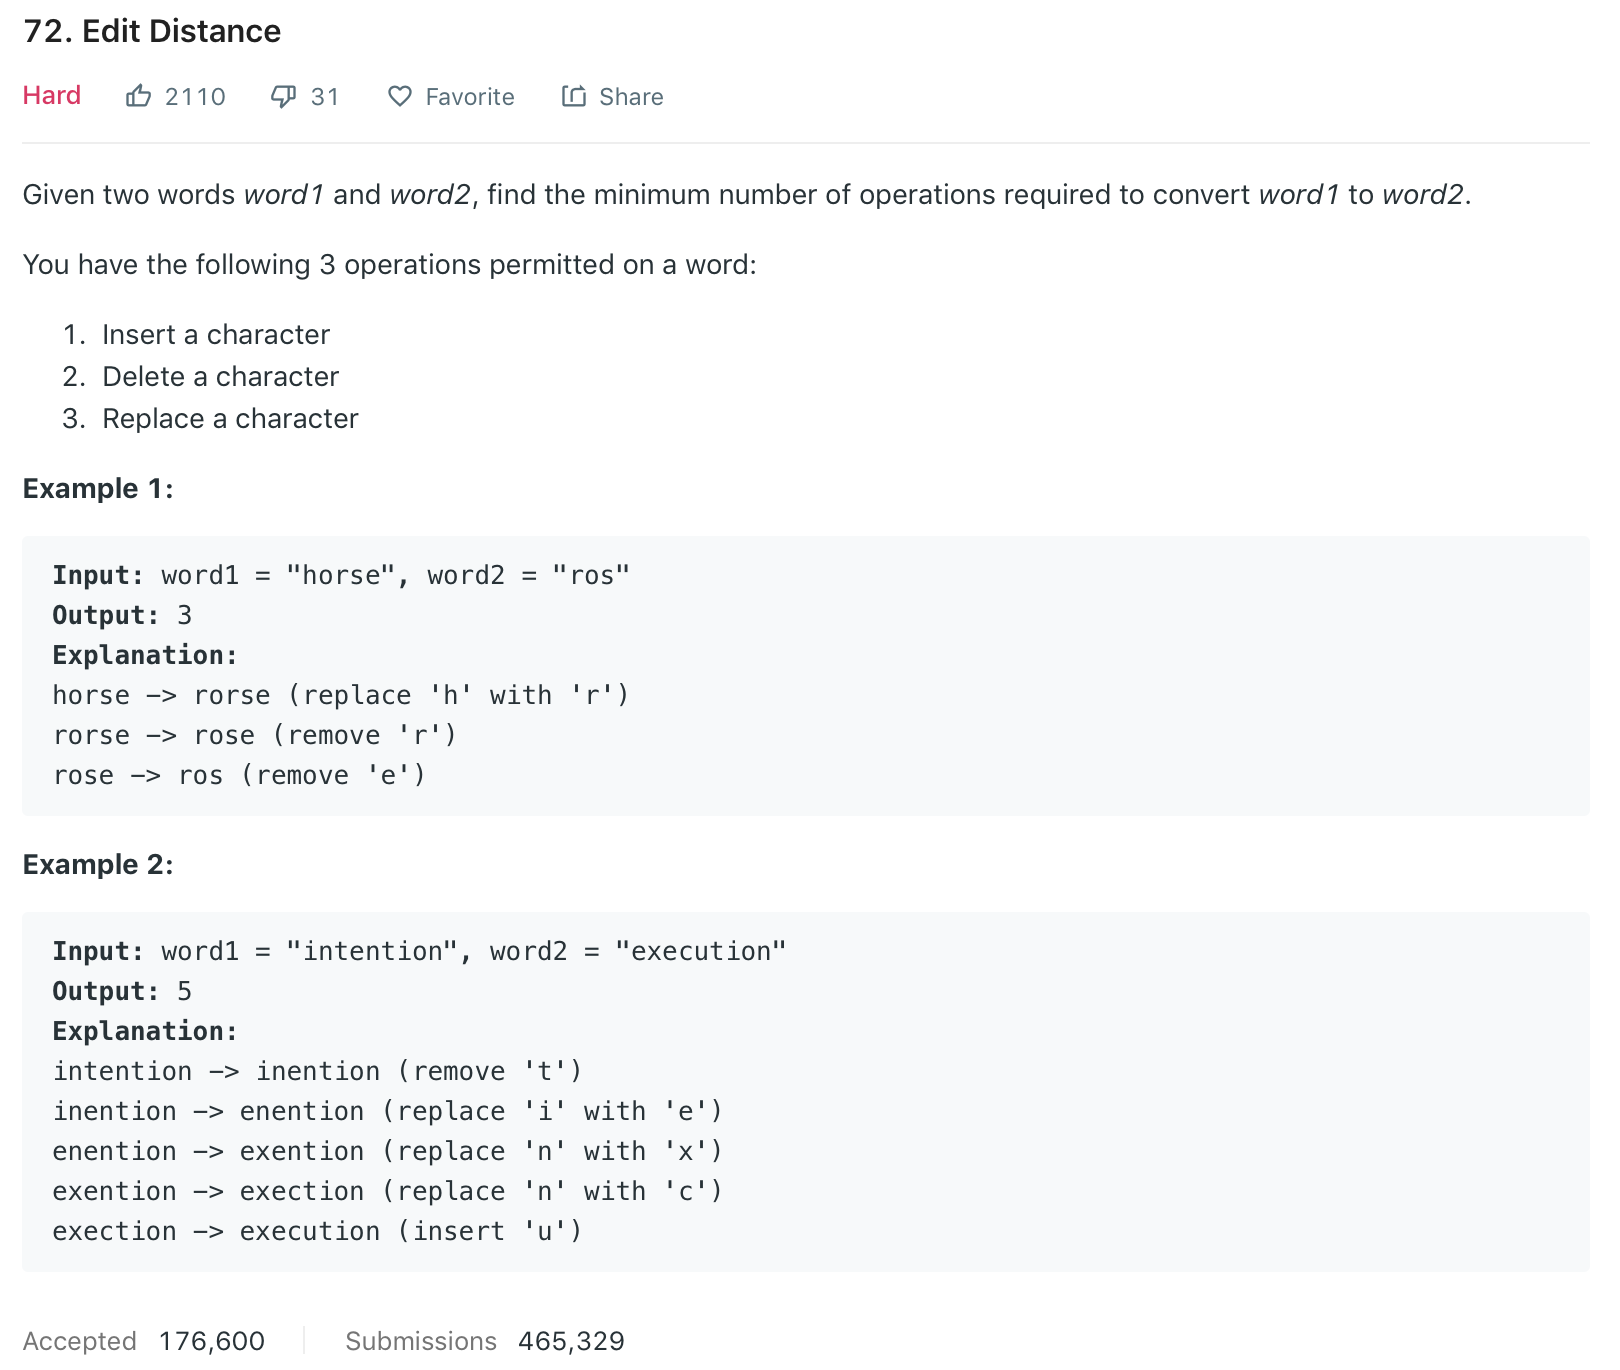 72. Edit Distance
Hard 2110 31 Favorite Share
Given two words word1 and word2, find the minimum number of operations required to convert word1 to word2.
You have the following 3 operations permitted on a word:
1. Insert a character
2. Delete a character
3. Replace a character
Example 1:
Input: word1 = "horse", word2 = "ros"
Output: 3
Explanation:
horse -> rorse (replace 'h' with 'r')
rorse -> rose (remove 'r')
rose -> ros (remove 'e')
Example 2:
Input: word1 = "intention", word2 = "execution"
Output: 5
Explanation:
intention -> inention (remove 't')
inention -> enention (replace 'i' with 'e')
enention -> exention (replace 'n' with 'x')
exention -> exection (replace 'n' with 'c')
exection -> execution (insert 'u')
Accepted 176,600 Submissions 465,329